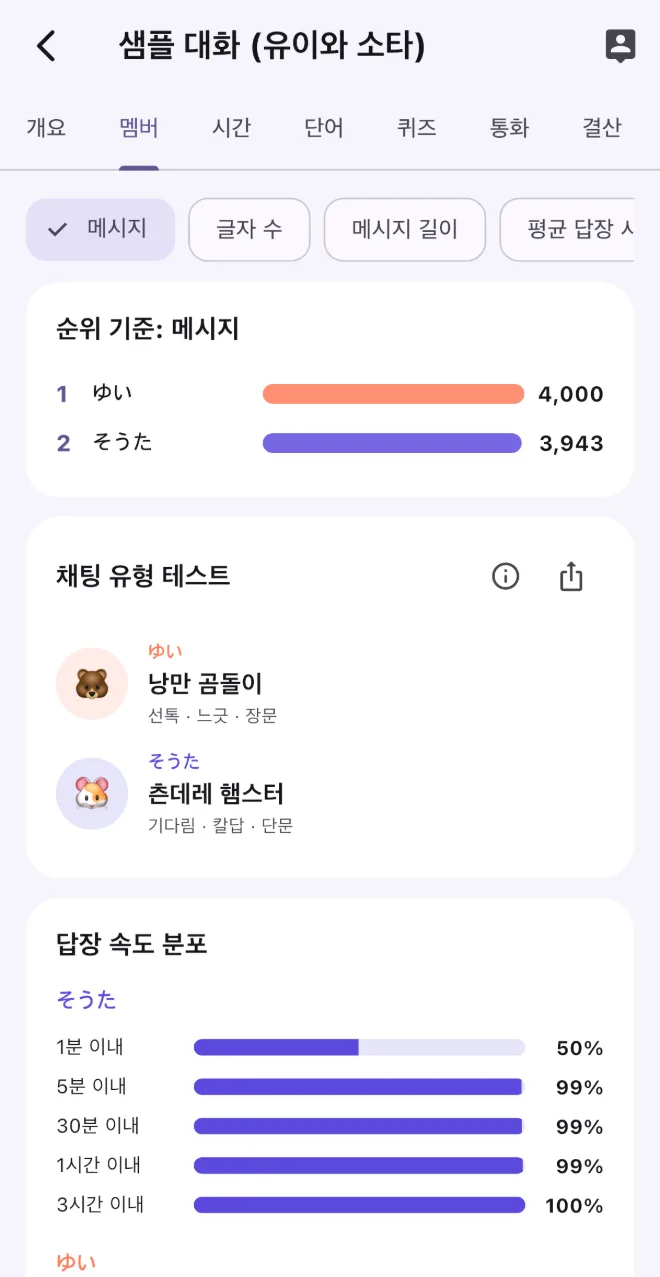 샘플 대화 (유이와 소타)
개요 멤버 시간 단어 퀴즈 통화 결산
메시지 글자 수 메시지 길이 평균 답장
순위 기준: 메시지
1 ゆい 4,000
2 そうた 3,943
채팅 유형 테스트
ゆい
낭만 곰돌이
선톡 · 느긋 · 장문
そうた
츤데레 햄스터
기다림 · 칼답 · 단문
답장 속도 분포
そうた
1분 이내 50%
5분 이내 99%
30분 이내 99%
1시간 이내 99%
3시간 이내 100%
ゆい